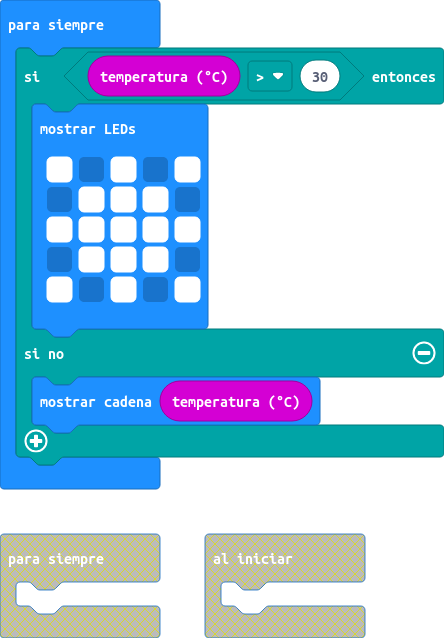 para siempre
si temperatura (°C) > 30 entonces
mostrar LEDs
si no
mostrar cadena temperatura (°C)
para siempre al iniciar